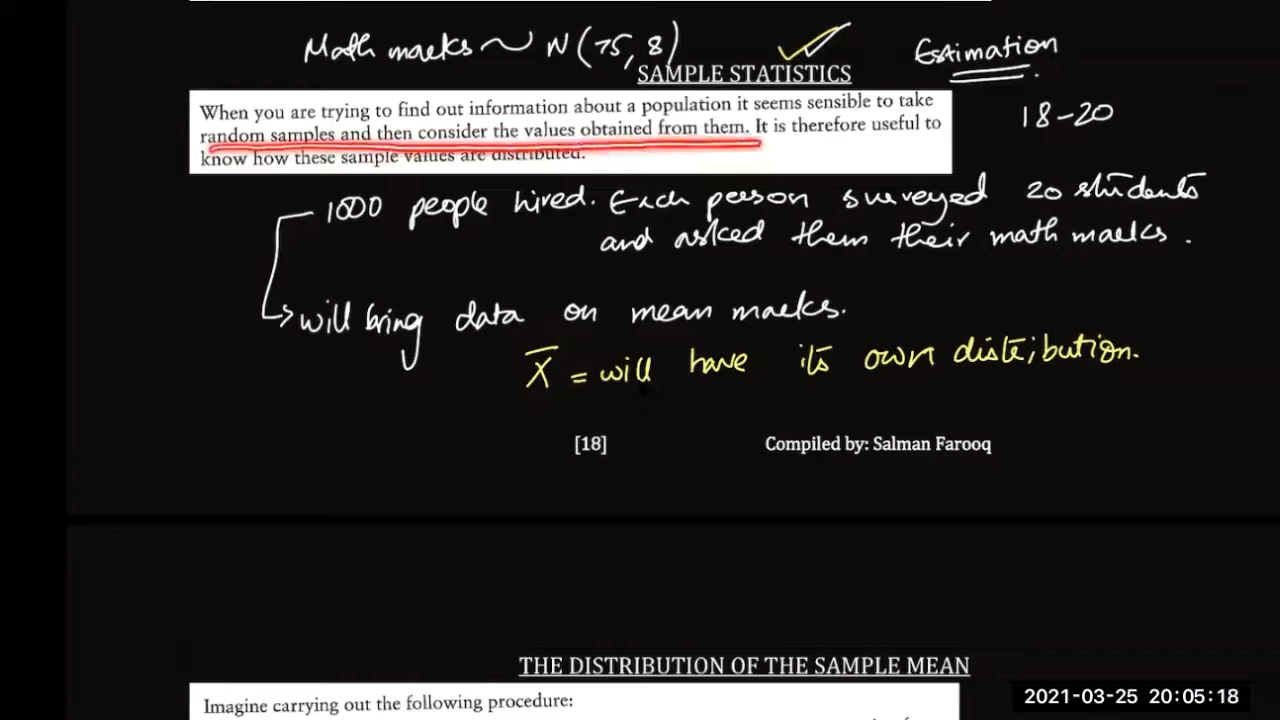 Math marks ~ N(75, 8)
Estimation
SAMPLE STATISTICS
When you are trying to find out information about a population it seems sensible to take
random samples and then consider the values obtained from them. It is therefore useful to
know how these sample values are distributed.
18-20
1000 people hired. Each person surveyed 20 students
and asked them their math marks.
will bring data on mean marks.
X̄ = will have its own distribution.
[18]
Compiled by: Salman Farooq
THE DISTRIBUTION OF THE SAMPLE MEAN
Imagine carrying out the following procedure:
2021-03-25 20:05:18